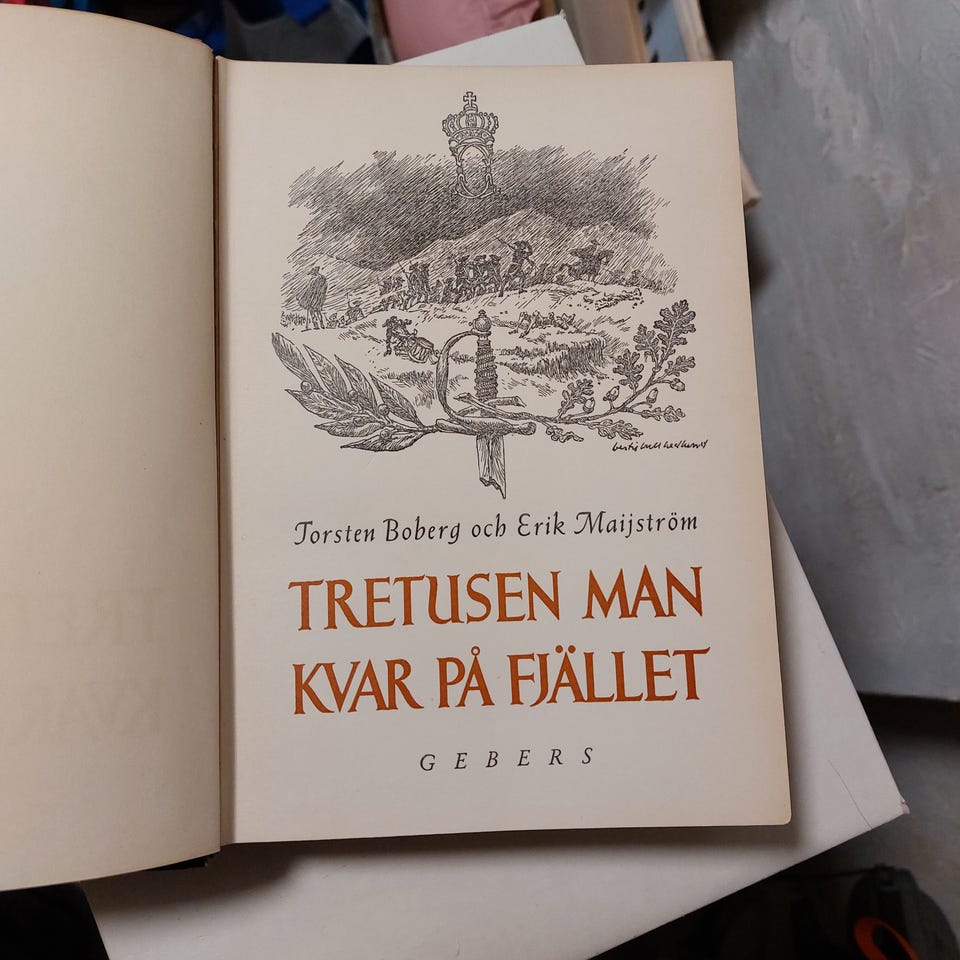 Torsten Boberg och Erik Maijström
TRETUSEN MAN
KVAR PÅ FJÄLLET
GEBERS